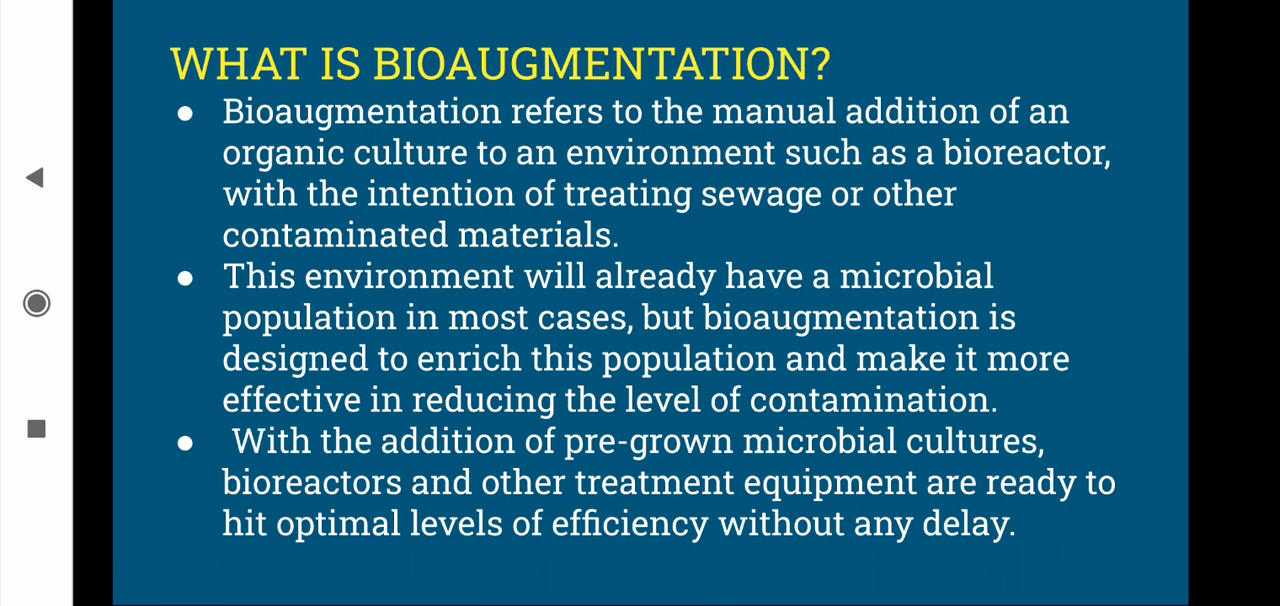 WHAT IS BIOAUGMENTATION?
● Bioaugmentation refers to the manual addition of an
organic culture to an environment such as a bioreactor,
with the intention of treating sewage or other
contaminated materials.
● This environment will already have a microbial
population in most cases, but bioaugmentation is
designed to enrich this population and make it more
effective in reducing the level of contamination.
● With the addition of pre-grown microbial cultures,
bioreactors and other treatment equipment are ready to
hit optimal levels of efficiency without any delay.